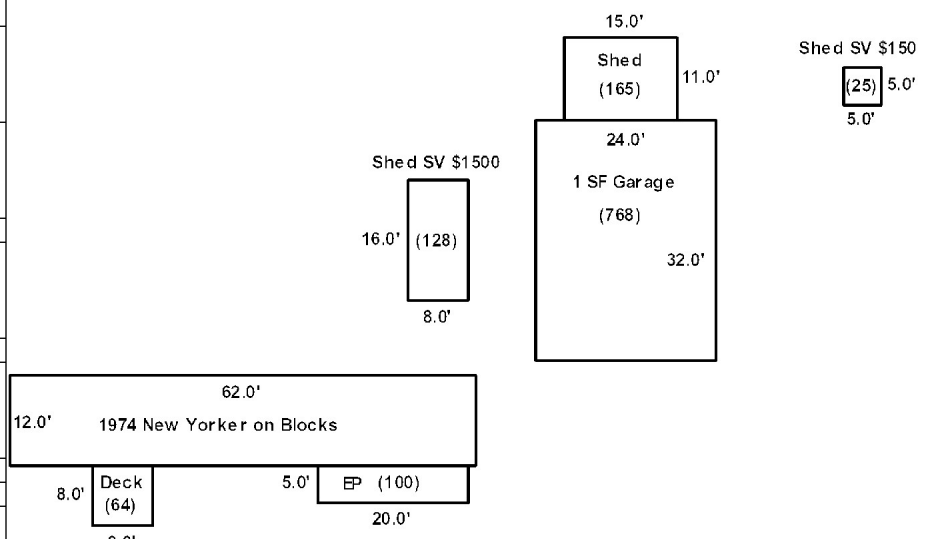 15.0'
Shed SV $150
Shed
11.0'
(165)
(25) 5.0'
5.0'
24.0'
Shed SV $1500
1 SF Garage
(768)
16.0' (128)
32.0'
8.0'
62.0'
12.0' 1974 New Yorker on Blocks
8.0' Deck
(64)
5.0' EP (100)
20.0'